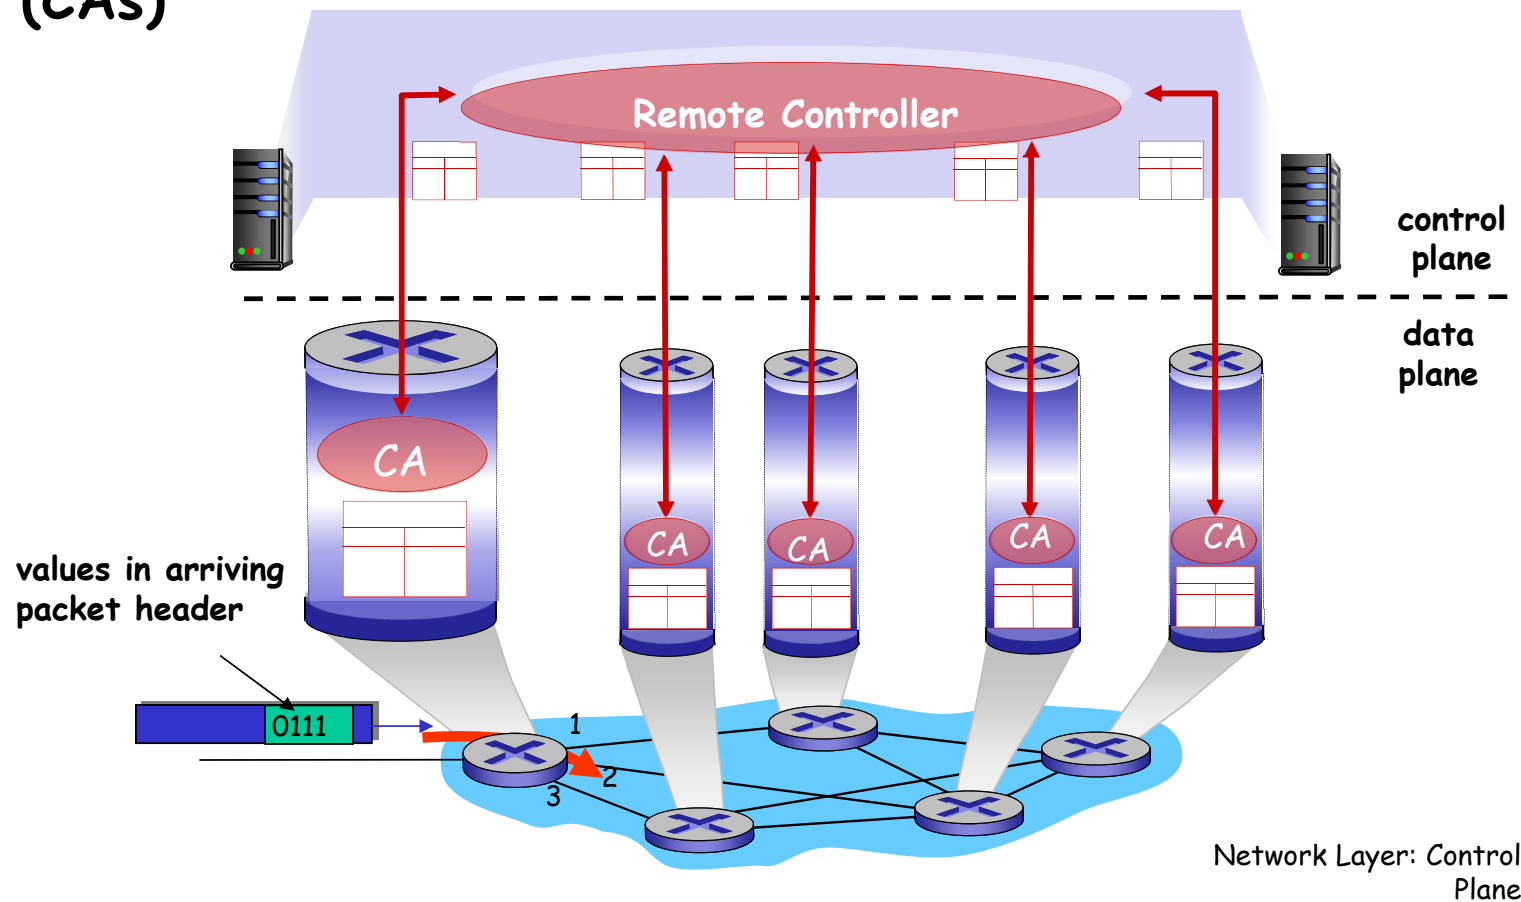 (CAs)
Remote Controller
control
plane
data
plane
CA
CA
CA
CA
CA
values in arriving
packet header
0111
1
2
3
Network Layer: Control
Plane